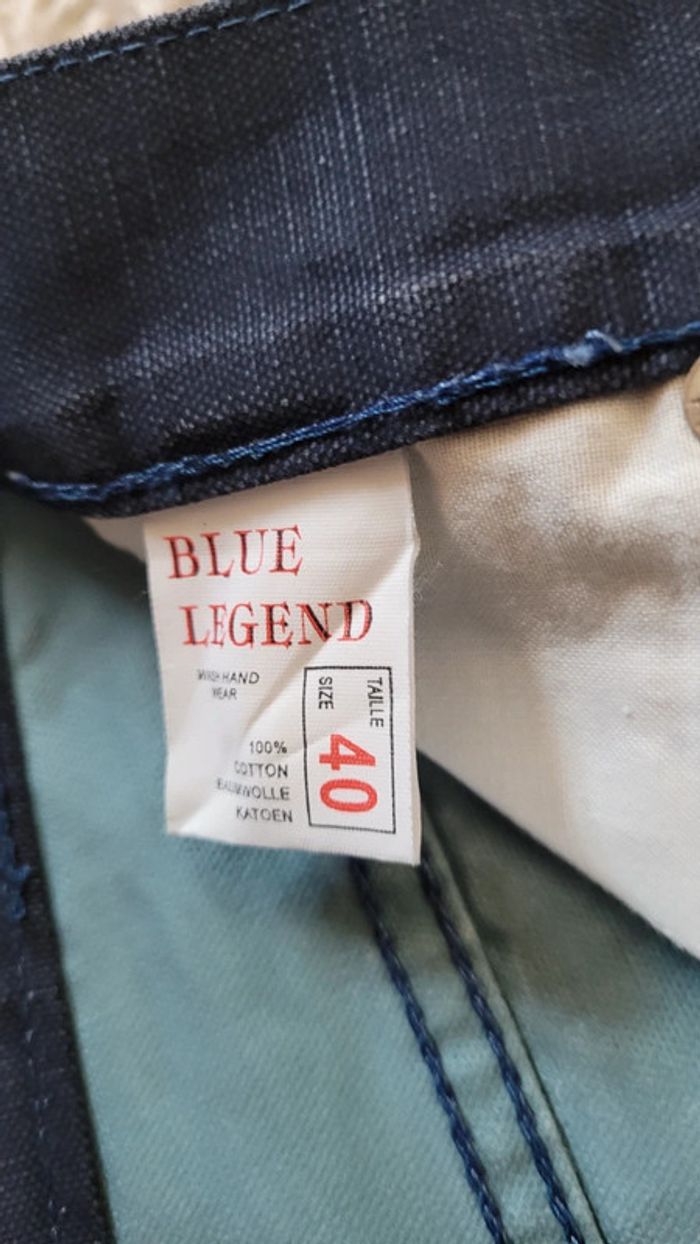 BLUE
LEGEND
WASH HAND
WEAR
TAILLE
SIZE
40
100%
COTTON
BAUMWOLLE
KATOEN